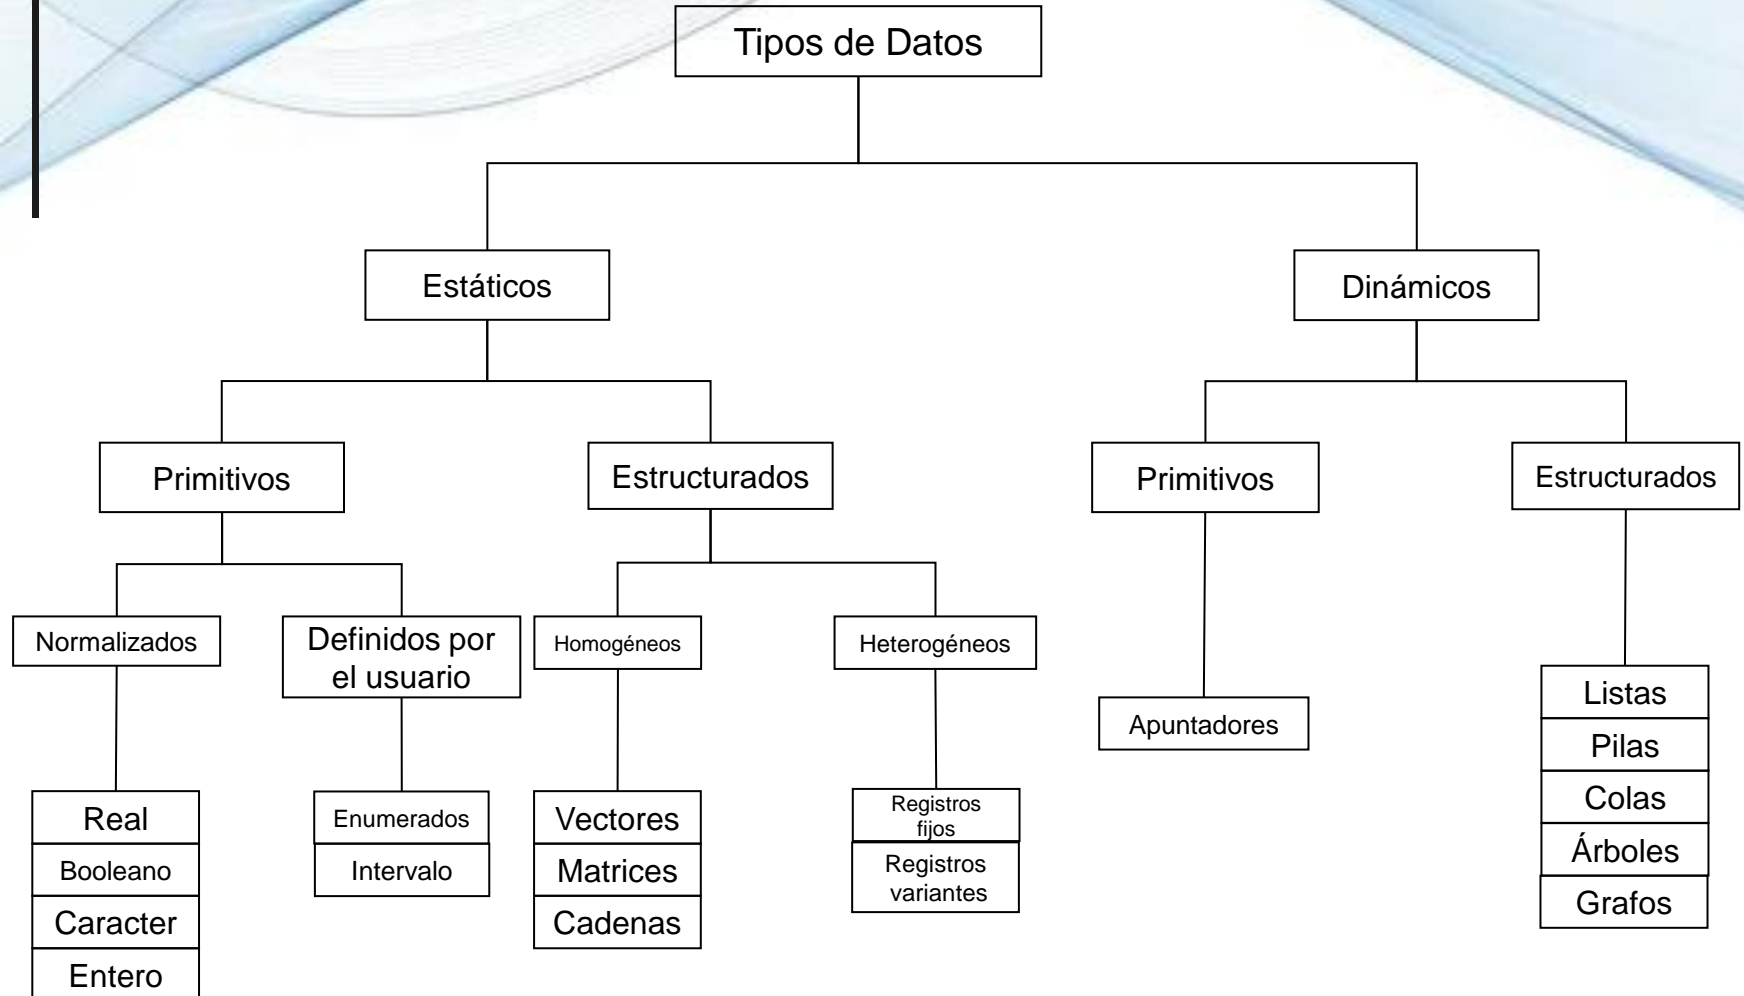 Tipos de Datos
Estáticos
Dinámicos
Primitivos
Estructurados
Primitivos
Estructurados
Normalizados
Definidos por
el usuario
Homogéneos
Heterogéneos
Apuntadores
Real
Booleano
Caracter
Entero
Enumerados
Intervalo
Vectores
Matrices
Cadenas
Registros
fijos
Registros
variantes
Listas
Pilas
Colas
Árboles
Grafos